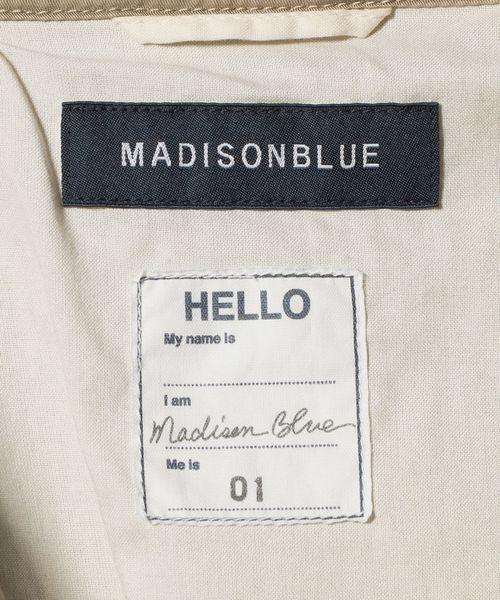 MADISONBLUE
HELLO
My name is
I am
Madison Blue
Me is
01